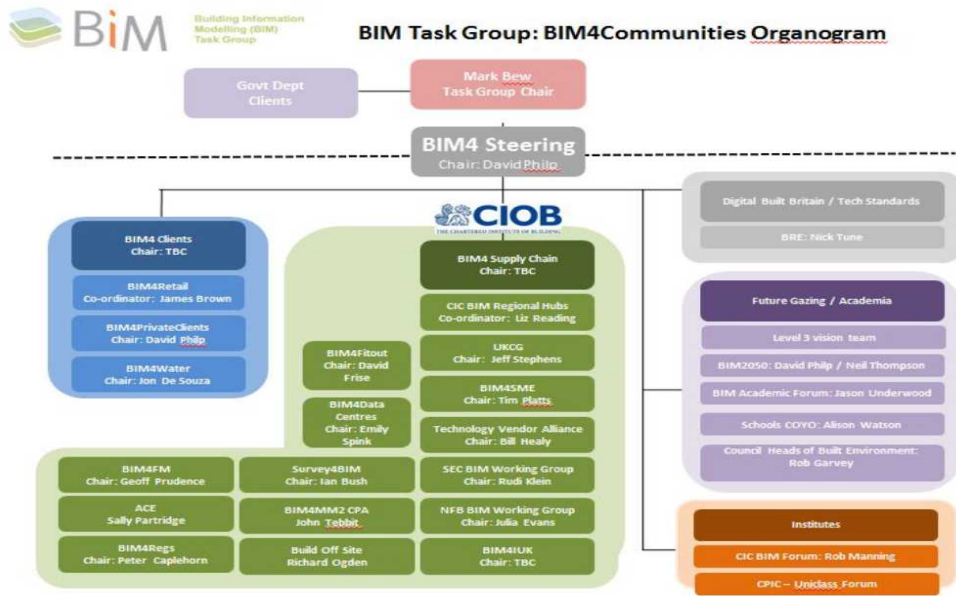 BiM
Building Information
Modelling (BIM)
Task Group
BIM Task Group: BIM4Communities Organogram
Govt Dept
Clients
Mark Bew
Task Group Chair
BIM4 Steering
Chair: David Philp
CIOB
THE CHARTERED INSTITUTE OF BUILDING
BIM4 Clients
Chair: TBC
BIM4Retail
Co-ordinator: James Brown
BIM4PrivateClients
Chair: David Philp
BIM4Water
Chair: Jon De Souza
BIM4 Supply Chain
Chair: TBC
CIC BIM Regional Hubs
Co-ordinator: Liz Reading
UKCG
Chair: Jeff Stephens
BIM4SME
Chair: Tim Platts
Technology Vendor Alliance
Chair: Bill Healy
SEC BIM Working Group
Chair: Rudi Klein
NFB BIM Working Group
Chair: Julia Evans
BIM4IUK
Chair: TBC
BIM4Fitout
Chair: David
Frise
BIM4Data
Centres
Chair: Emily
Spink
Survey4BIM
Chair: Ian Bush
BIM4MM2 CPA
John Tebbit
Build Off Site
Richard Ogden
BIM4FM
Chair: Geoff Prudence
ACE
Sally Partridge
BIM4Regs
Chair: Peter Caplehorn
Digital Built Britain / Tech Standards
BRE: Nick Tune
Future Gazing / Academia
Level 3 vision team
BIM2050: David Philp / Neil Thompson
BIM Academic Forum: Jason Underwood
Schools COYO: Alison Watson
Council Heads of Built Environment:
Rob Garvey
Institutes
CIC BIM Forum: Rob Manning
CPIC – Uniclass Forum